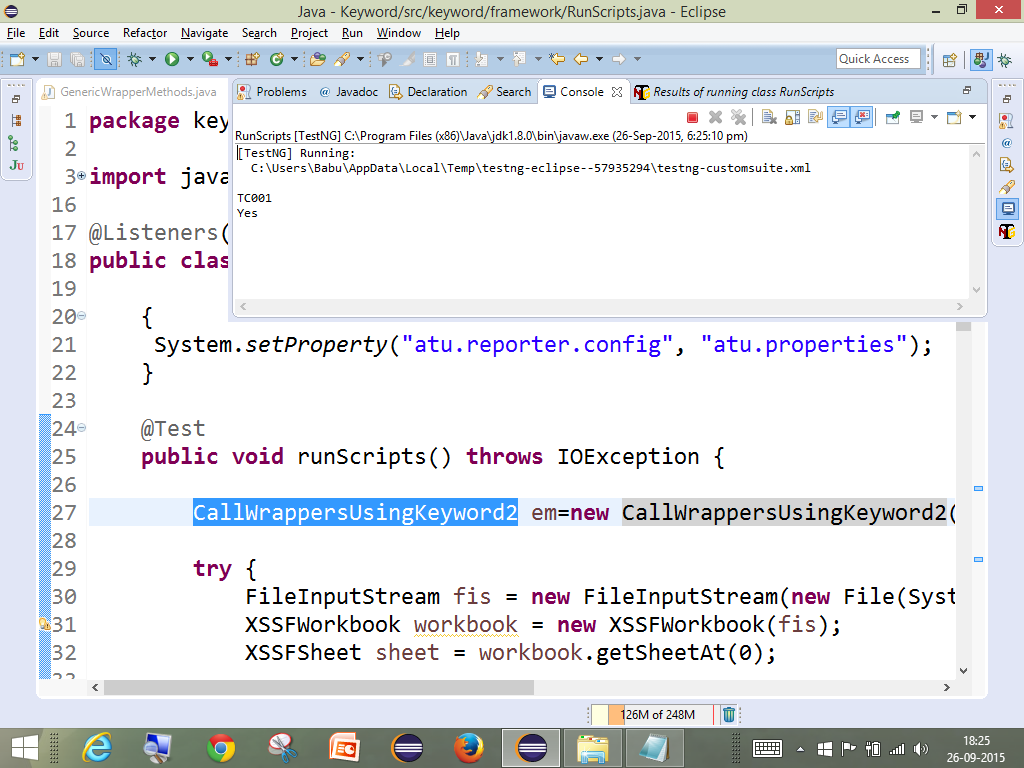 Java - Keyword/src/keyword/framework/RunScripts.java - Eclipse
File Edit Source Refactor Navigate Search Project Run Window Help
Quick Access
GenericWrapperMethods.java
Problems @ Javadoc Declaration Search Console Results of running class RunScripts
RunScripts [TestNG] C:\Program Files (x86)\Java\jdk1.8.0\bin\javaw.exe (26-Sep-2015, 6:25:10 pm)
[TestNG] Running:
C:\Users\Babu\AppData\Local\Temp\testng-eclipse--57935294\testng-customsuite.xml
TC001
Yes
1 package key
2
3 import java
16
17 @Listeners(
18 public clas
19
20 {
21 System.setProperty("atu.reporter.config", "atu.properties");
22 }
23
24 @Test
25 public void runScripts() throws IOException {
26
27 CallWrappersUsingKeyword2 em=new CallWrappersUsingKeyword2(
28
29 try {
30 FileInputStream fis = new FileInputStream(new File(Syst
31 XSSFWorkbook workbook = new XSSFWorkbook(fis);
32 XSSFSheet sheet = workbook.getSheetAt(0);
33
126M of 248M
18:25
26-09-2015